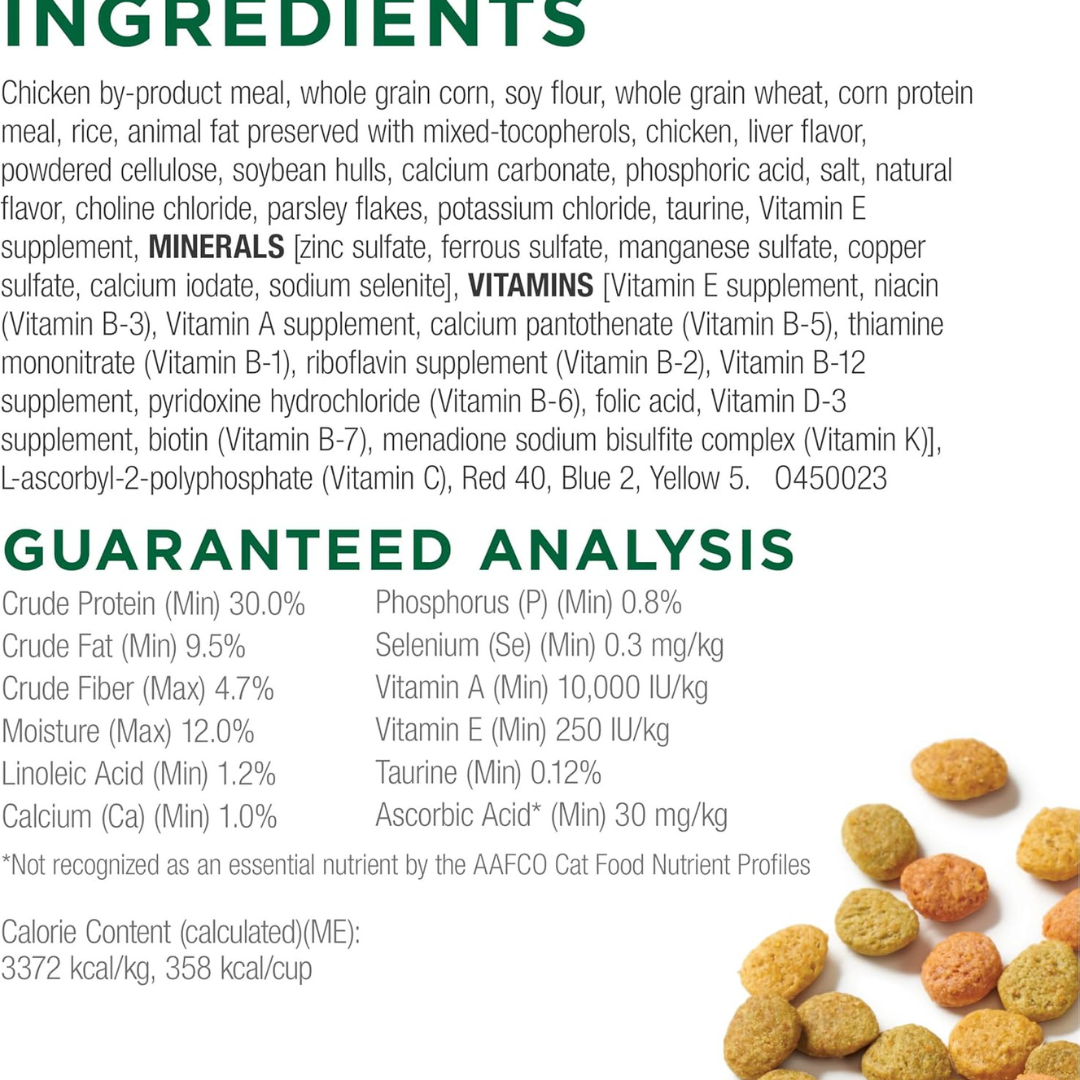 INGREDIENTS
Chicken by-product meal, whole grain corn, soy flour, whole grain wheat, corn protein
meal, rice, animal fat preserved with mixed-tocopherols, chicken, liver flavor,
powdered cellulose, soybean hulls, calcium carbonate, phosphoric acid, salt, natural
flavor, choline chloride, parsley flakes, potassium chloride, taurine, Vitamin E
supplement, MINERALS [zinc sulfate, ferrous sulfate, manganese sulfate, copper
sulfate, calcium iodate, sodium selenite], VITAMINS [Vitamin E supplement, niacin
(Vitamin B-3), Vitamin A supplement, calcium pantothenate (Vitamin B-5), thiamine
mononitrate (Vitamin B-1), riboflavin supplement (Vitamin B-2), Vitamin B-12
supplement, pyridoxine hydrochloride (Vitamin B-6), folic acid, Vitamin D-3
supplement, biotin (Vitamin B-7), menadione sodium bisulfite complex (Vitamin K)],
L-ascorbyl-2-polyphosphate (Vitamin C), Red 40, Blue 2, Yellow 5. O450023
GUARANTEED ANALYSIS
Crude Protein (Min) 30.0%
Crude Fat (Min) 9.5%
Crude Fiber (Max) 4.7%
Moisture (Max) 12.0%
Linoleic Acid (Min) 1.2%
Calcium (Ca) (Min) 1.0%
Phosphorus (P) (Min) 0.8%
Selenium (Se) (Min) 0.3 mg/kg
Vitamin A (Min) 10,000 IU/kg
Vitamin E (Min) 250 IU/kg
Taurine (Min) 0.12%
Ascorbic Acid* (Min) 30 mg/kg
*Not recognized as an essential nutrient by the AAFCO Cat Food Nutrient Profiles
Calorie Content (calculated)(ME):
3372 kcal/kg, 358 kcal/cup